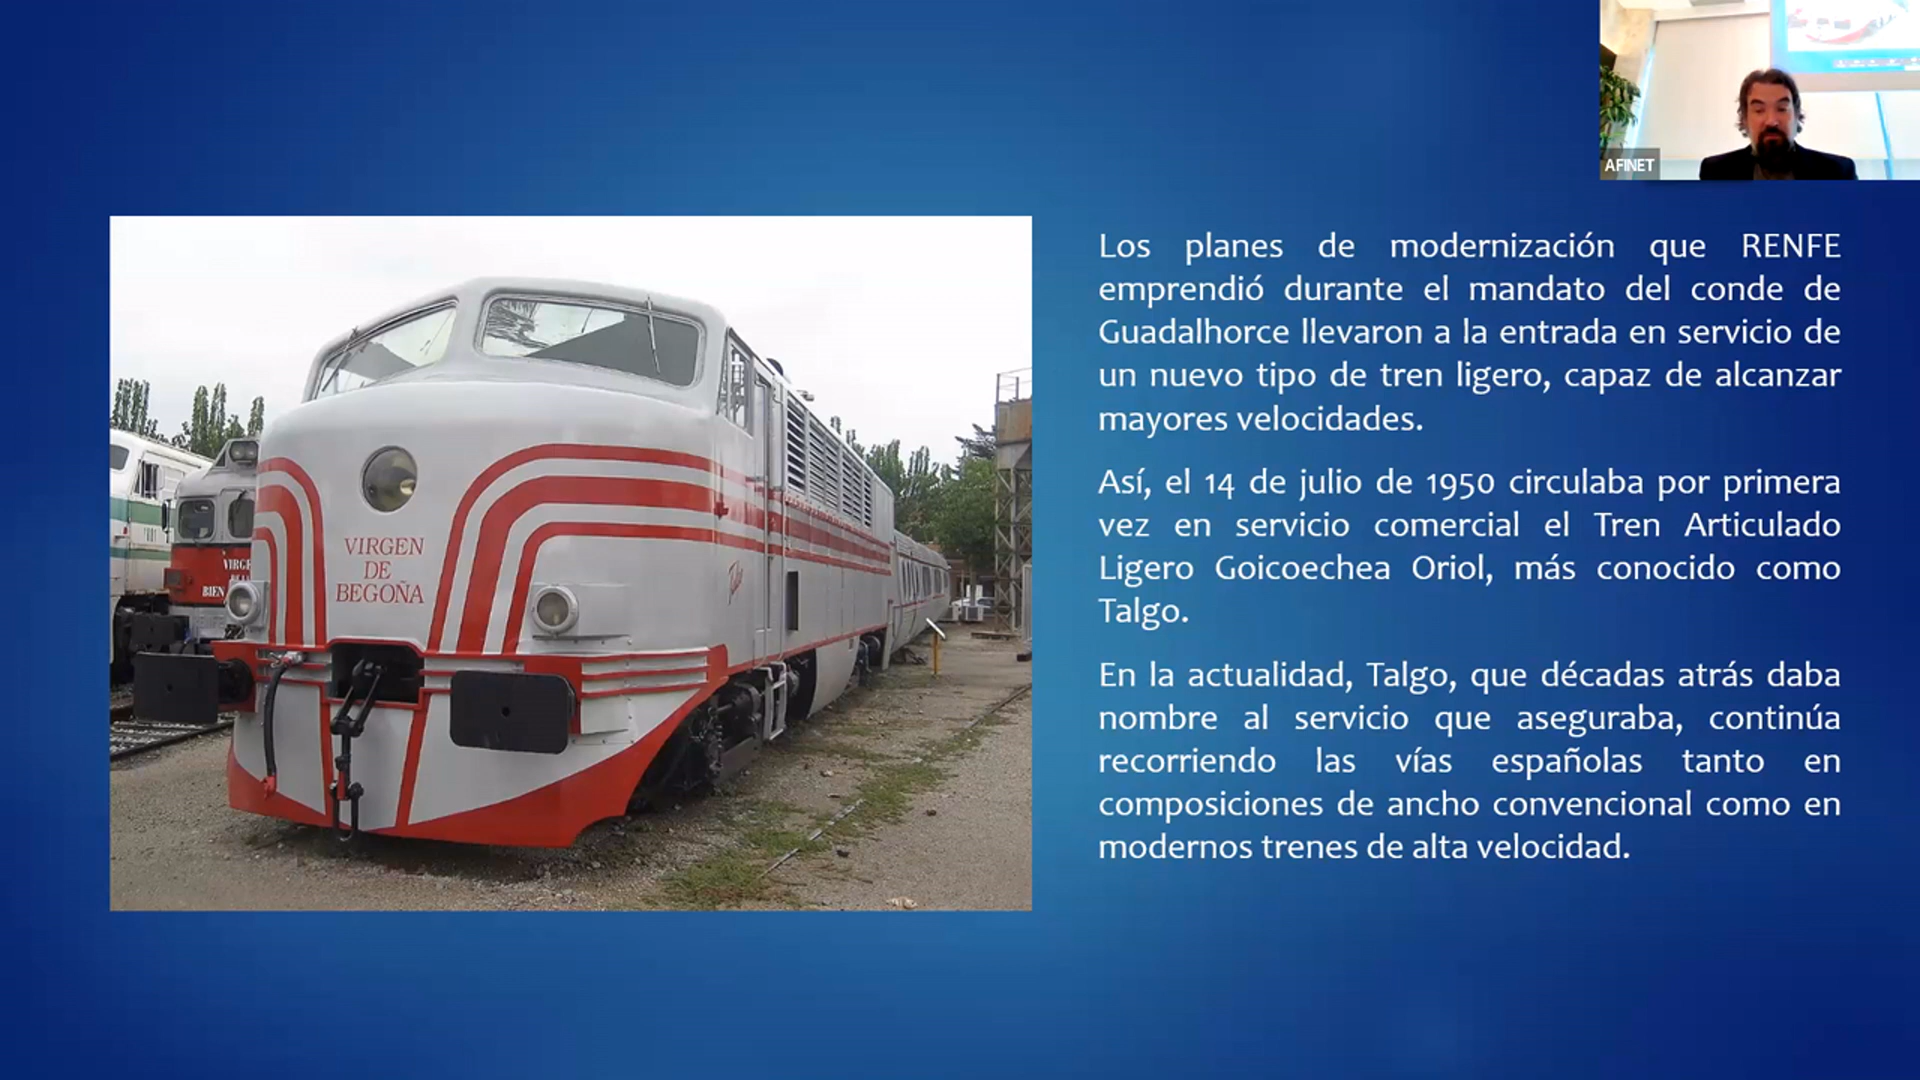 AFINET
Los planes de modernización que RENFE
emprendió durante el mandato del conde de
Guadalhorce llevaron a la entrada en servicio de
un nuevo tipo de tren ligero, capaz de alcanzar
mayores velocidades.
Así, el 14 de julio de 1950 circulaba por primera
vez en servicio comercial el Tren Articulado
Ligero Goicoechea Oriol, más conocido como
Talgo.
En la actualidad, Talgo, que décadas atrás daba
nombre al servicio que aseguraba, continúa
recorriendo las vías españolas tanto en
composiciones de ancho convencional como en
modernos trenes de alta velocidad.
VIRGEN
DE
BEGOÑA
Talgo
VIRGE
BIEN